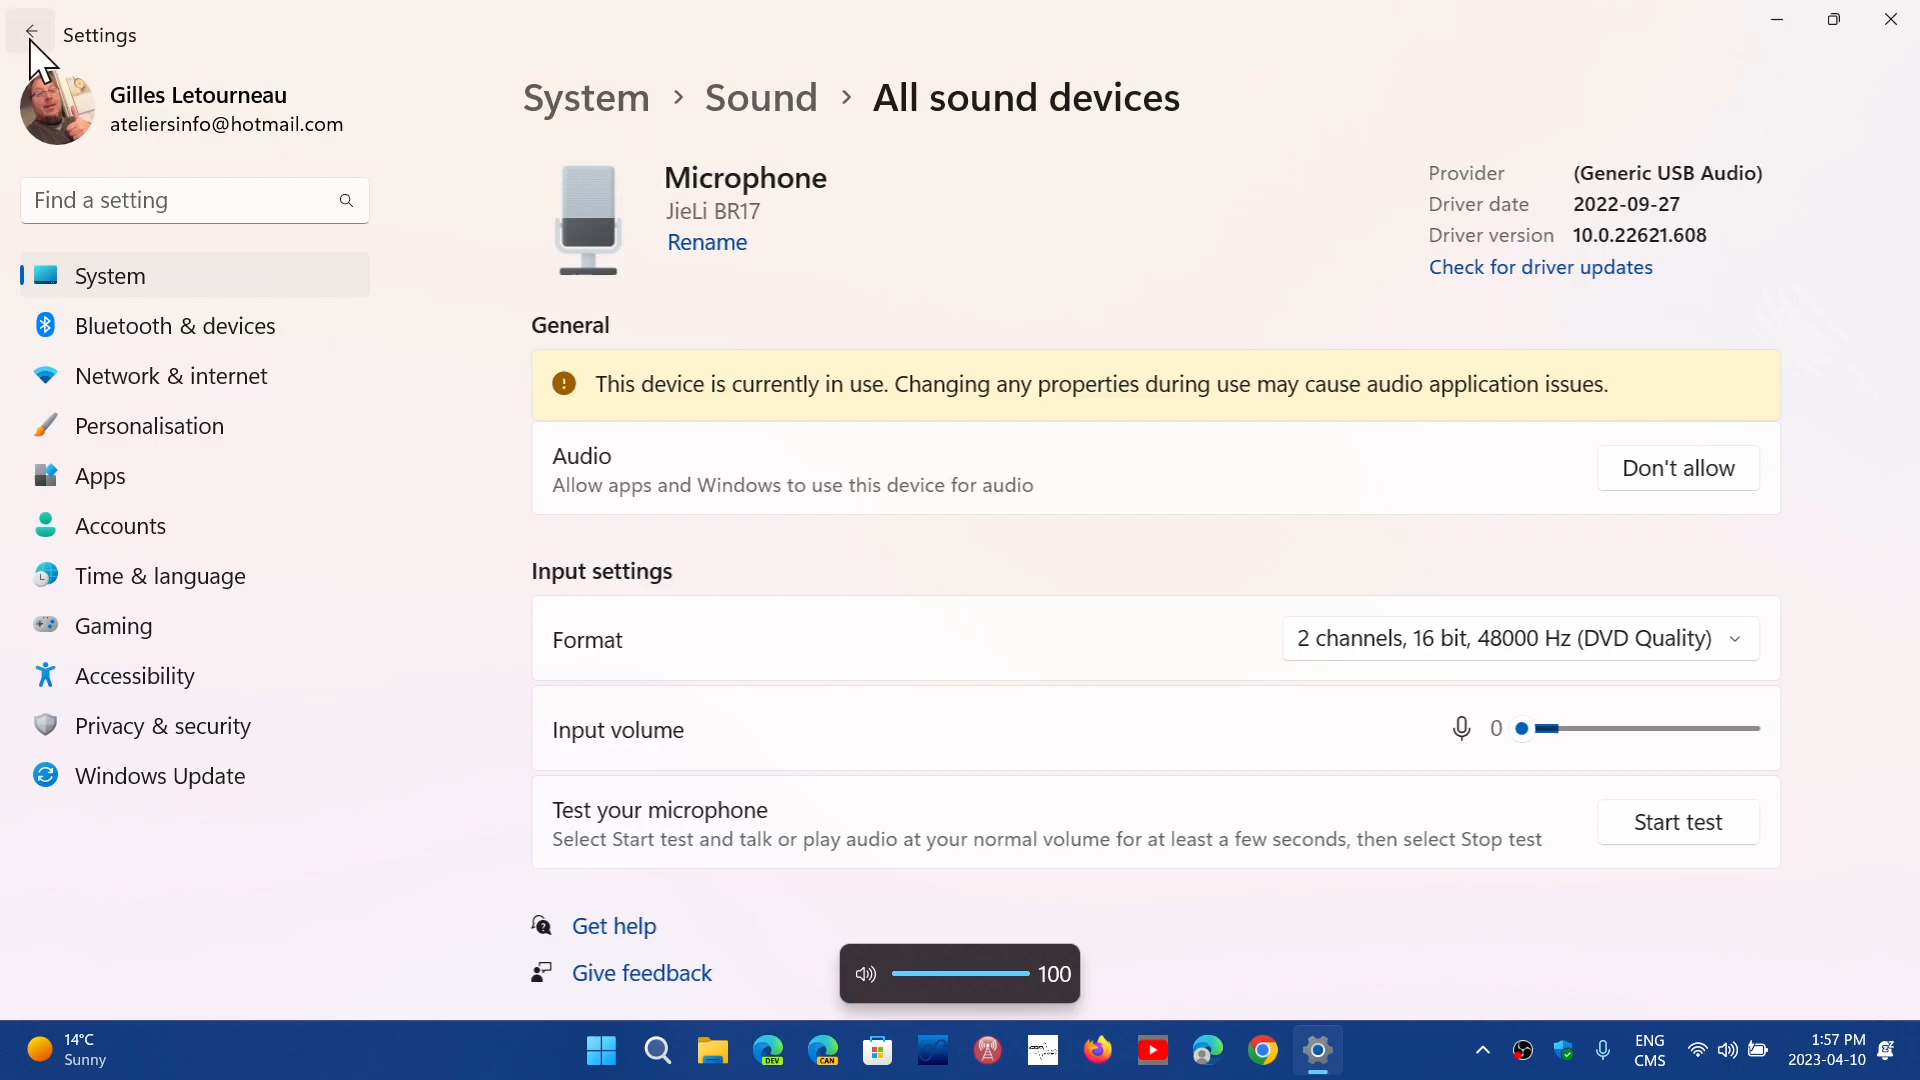 Settings
Gilles Letourneau
ateliersinfo@hotmail.com
Find a setting
System
Bluetooth & devices
Network & internet
Personalisation
Apps
Accounts
Time & language
Gaming
Accessibility
Privacy & security
Windows Update
System › Sound › All sound devices
Microphone
JieLi BR17
Rename
Provider (Generic USB Audio)
Driver date 2022-09-27
Driver version 10.0.22621.608
Check for driver updates
General
This device is currently in use. Changing any properties during use may cause audio application issues.
Audio
Allow apps and Windows to use this device for audio
Don't allow
Input settings
Format
2 channels, 16 bit, 48000 Hz (DVD Quality)
Input volume
0
Test your microphone
Select Start test and talk or play audio at your normal volume for at least a few seconds, then select Stop test
Start test
Get help
Give feedback
100
14°C
Sunny
DEV
CAN
ENG
CMS
1:57 PM
2023-04-10